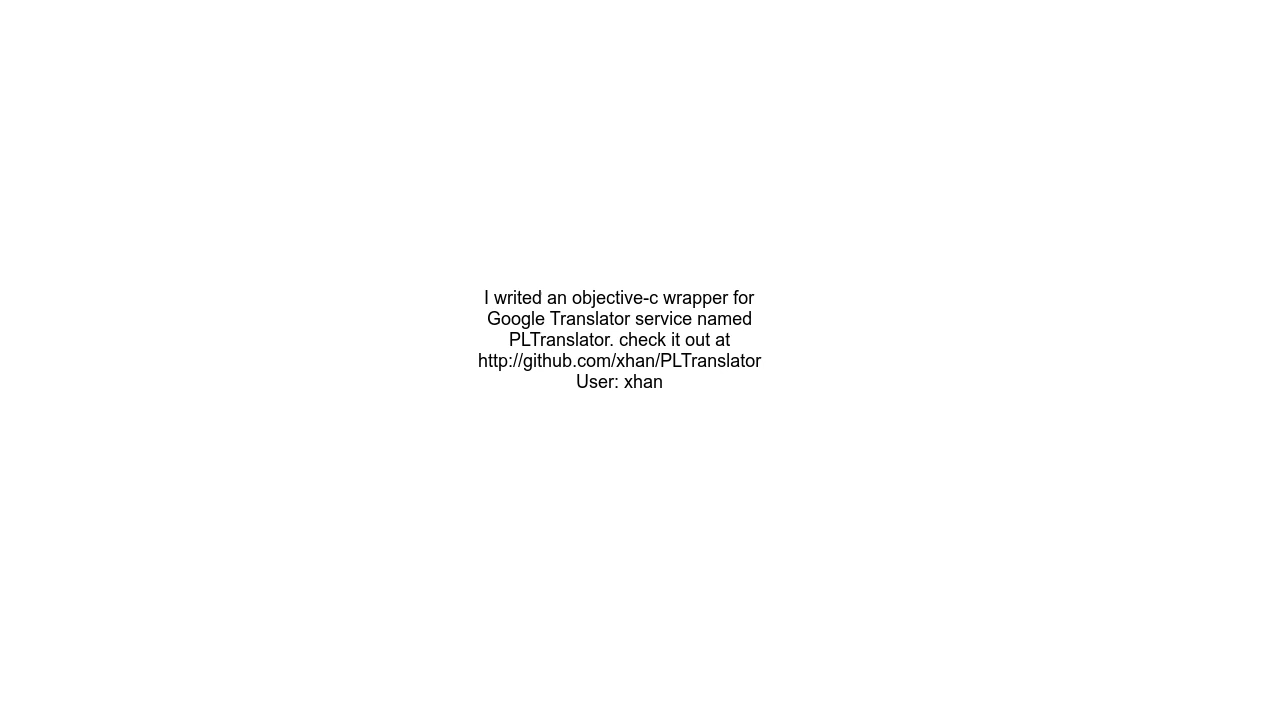 I writed an objective-c wrapper for
Google Translator service named
PLTranslator. check it out at
http://github.com/xhan/PLTranslator
User: xhan